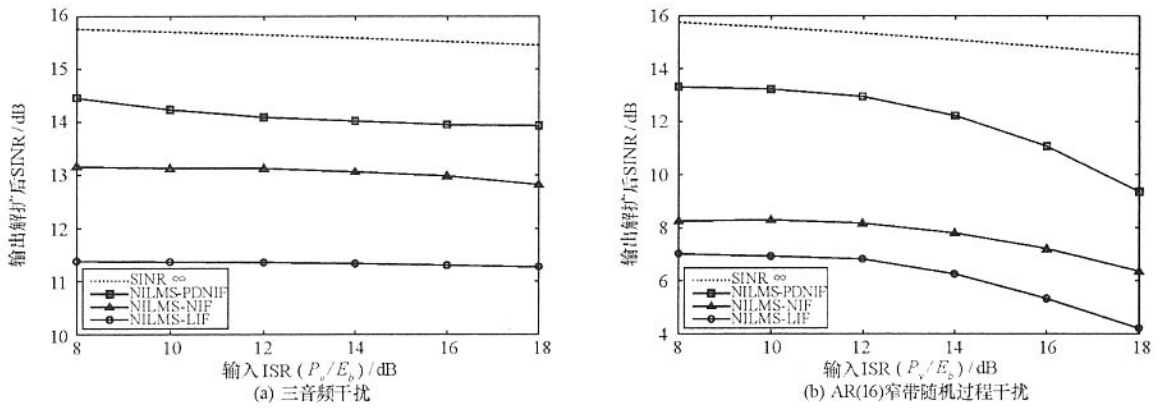 16
15
14
13
12
11
10
输出解扩后SINR/dB
SINR ∞
NILMS-PDNIF
NILMS-NIF
NILMS-LIF
8 10 12 14 16 18
输入ISR (Pv/Eb)/dB
(a) 三音频干扰
16
14
12
10
8
6
4
输出解扩后SINR/dB
SINR ∞
NILMS-PDNIF
NILMS-NIF
NILMS-LIF
8 10 12 14 16 18
输入ISR (Pv/Eb)/dB
(b) AR(16)窄带随机过程干扰